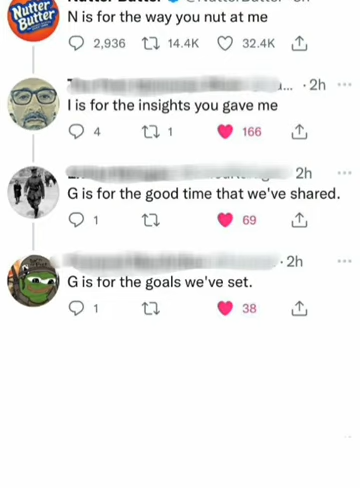 Nutter
Butter
N is for the way you nut at me
2,936 14.4K 32.4K
· 2h ...
I is for the insights you gave me
4 1 166
2h ...
G is for the good time that we've shared.
1 69
· 2h ...
G is for the goals we've set.
1 38